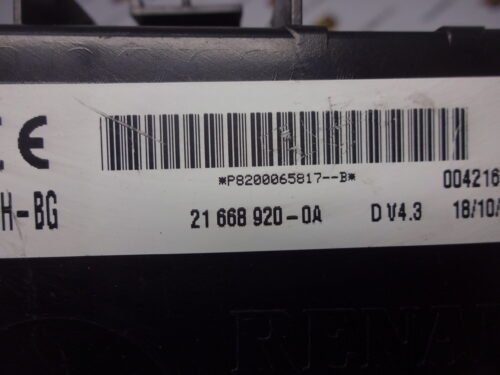 CE
*P8200065817--B* 004216
H-BG 21 668 920-0A D V4.3 18/10/
RENA